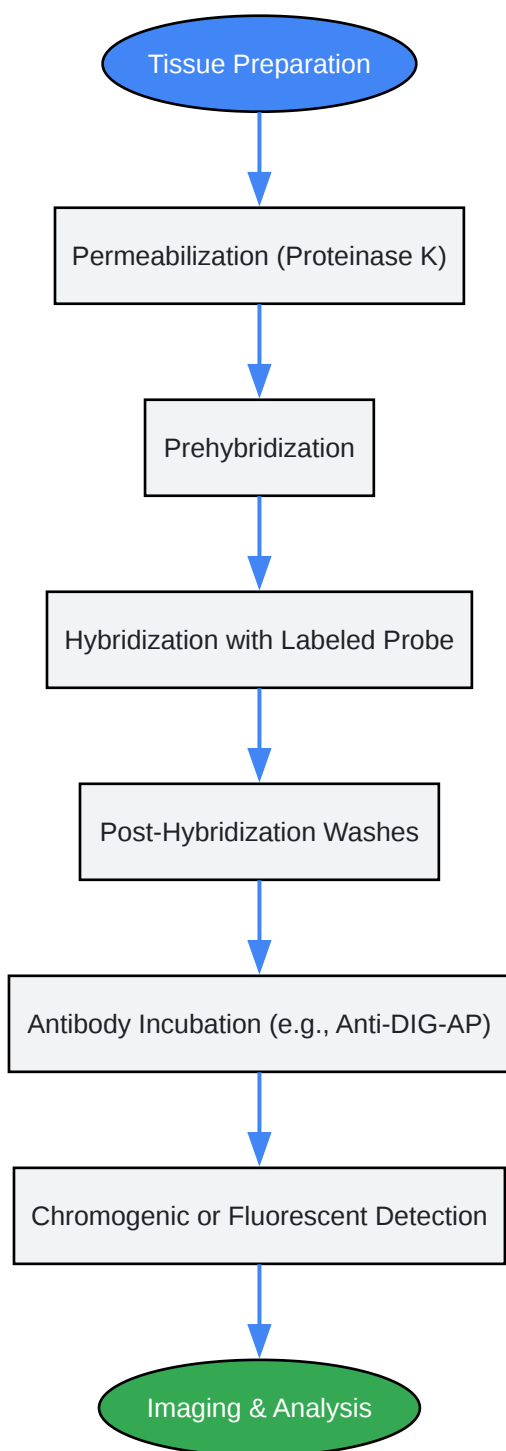 Tissue Preparation
Permeabilization (Proteinase K)
Prehybridization
Hybridization with Labeled Probe
Post-Hybridization Washes
Antibody Incubation (e.g., Anti-DIG-AP)
Chromogenic or Fluorescent Detection
Imaging & Analysis